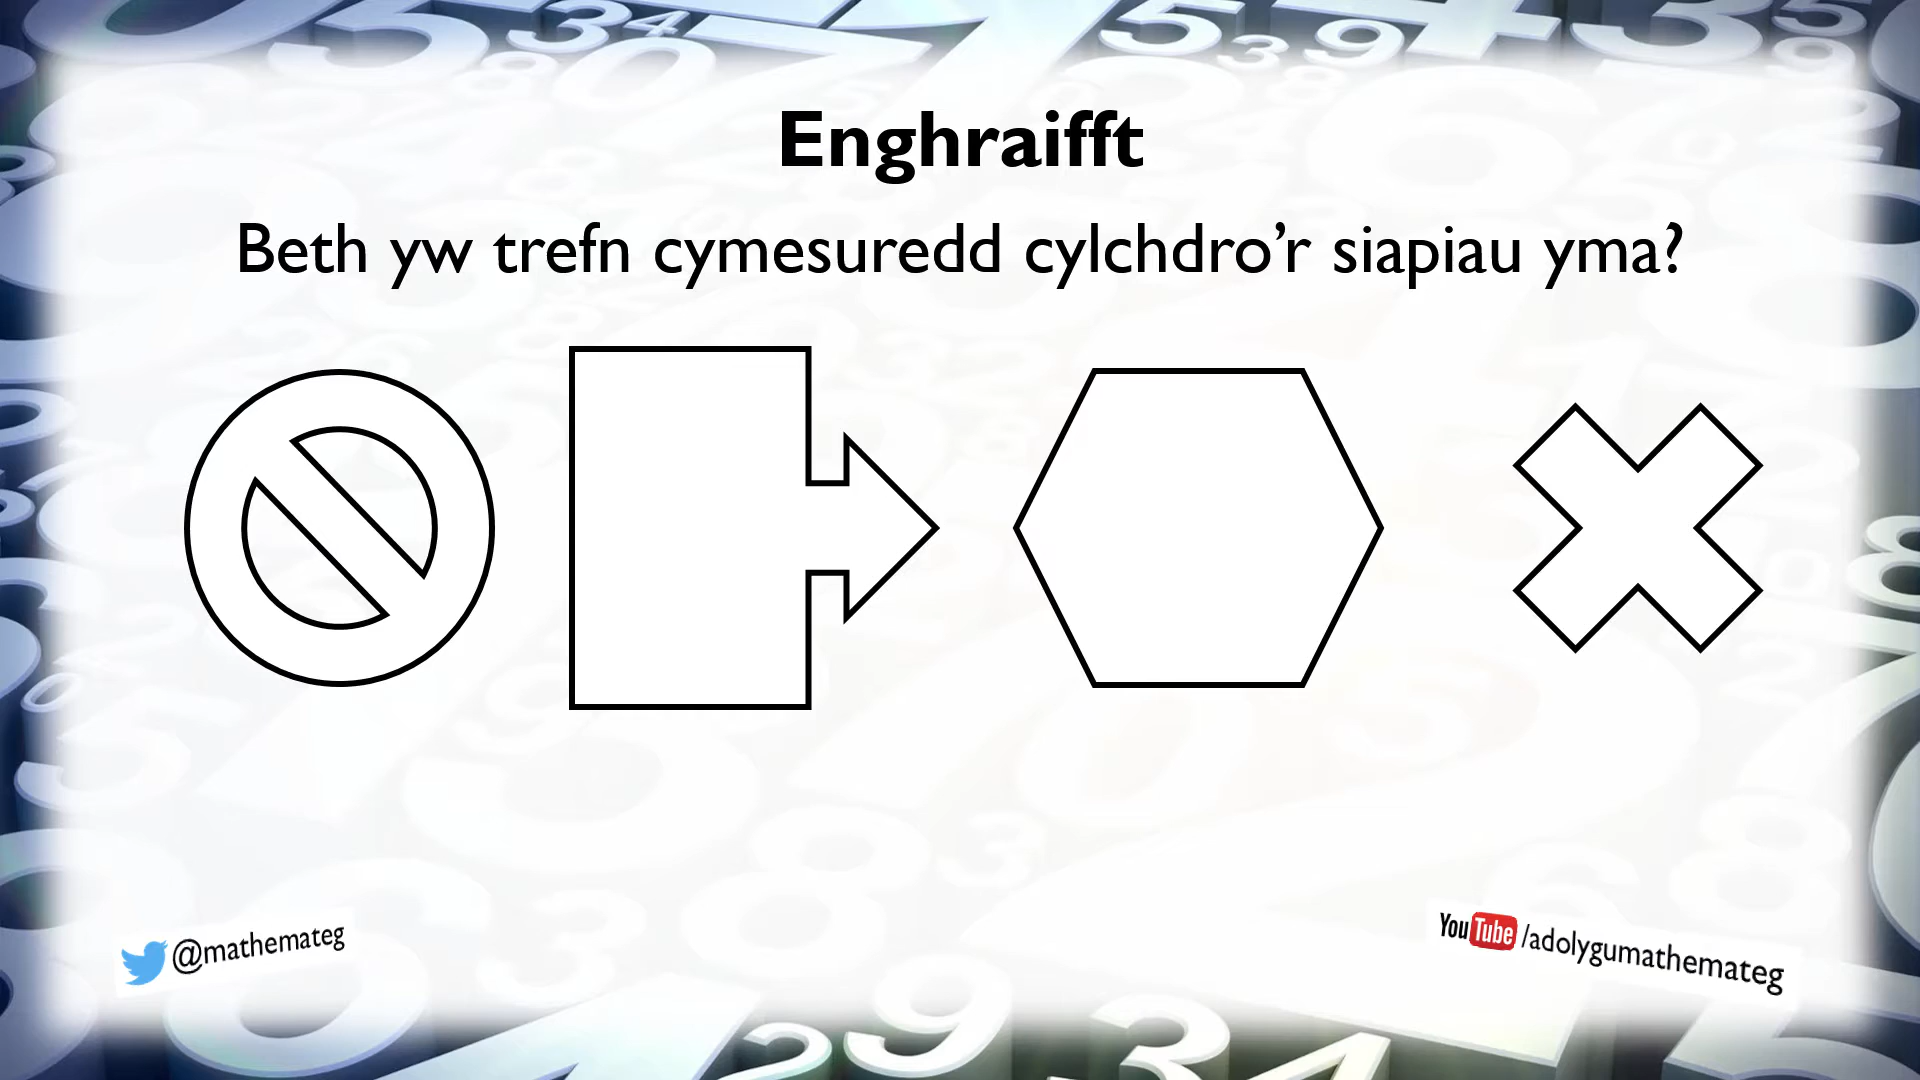 Enghraifft
Beth yw trefn cymesuredd cylchdro’r siapiau yma?
@mathemateg
YouTube /adolygumathemateg